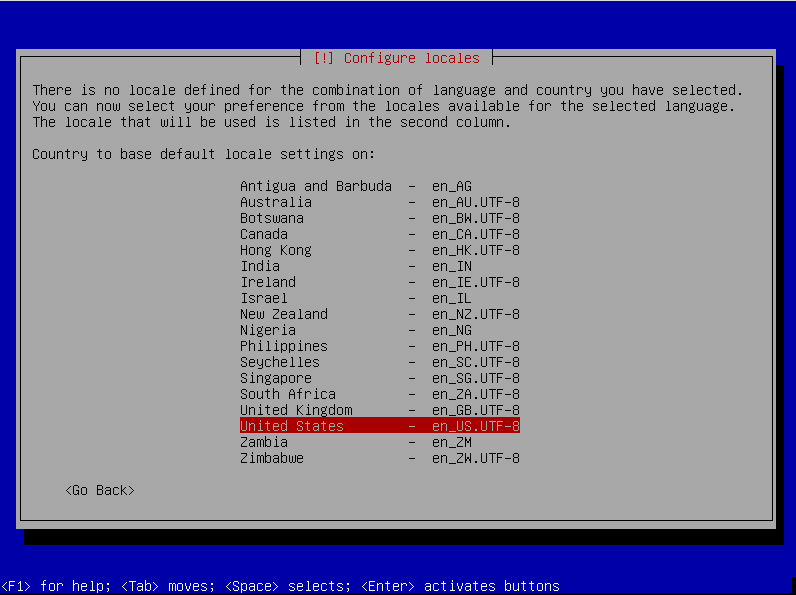 [!] Configure locales
There is no locale defined for the combination of language and country you have selected.
You can now select your preference from the locales available for the selected language.
The locale that will be used is listed in the second column.
Country to base default locale settings on:
Antigua and Barbuda - en_AG
Australia - en_AU.UTF-8
Botswana - en_BW.UTF-8
Canada - en_CA.UTF-8
Hong Kong - en_HK.UTF-8
India - en_IN
Ireland - en_IE.UTF-8
Israel - en_IL
New Zealand - en_NZ.UTF-8
Nigeria - en_NG
Philippines - en_PH.UTF-8
Seychelles - en_SC.UTF-8
Singapore - en_SG.UTF-8
South Africa - en_ZA.UTF-8
United Kingdom - en_GB.UTF-8
United States - en_US.UTF-8
Zambia - en_ZM
Zimbabwe - en_ZW.UTF-8
<Go Back>
<F1> for help; <Tab> moves; <Space> selects; <Enter> activates buttons